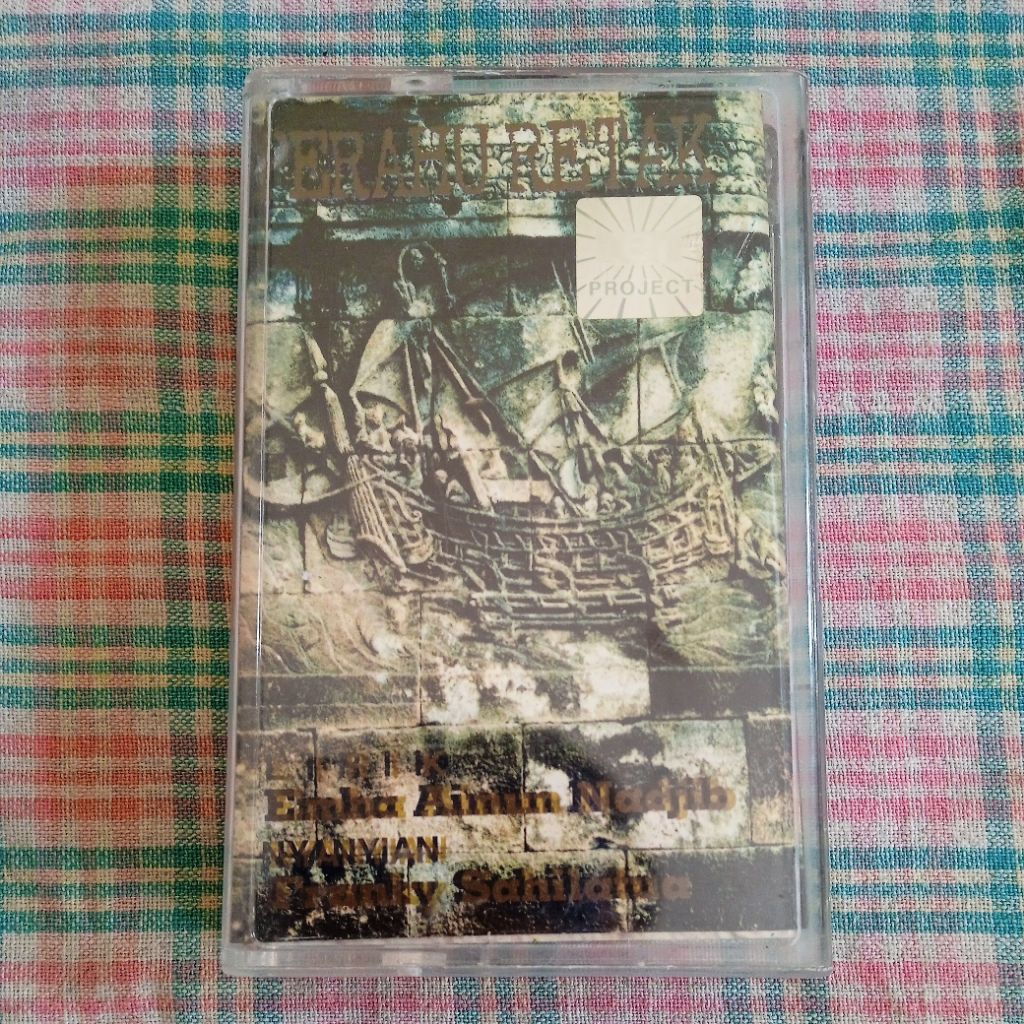 PERAHU RETAK
PROJECT
LIRIK
Emha Ainun Nadjib
NYANYIAN
Franky Sahilatua